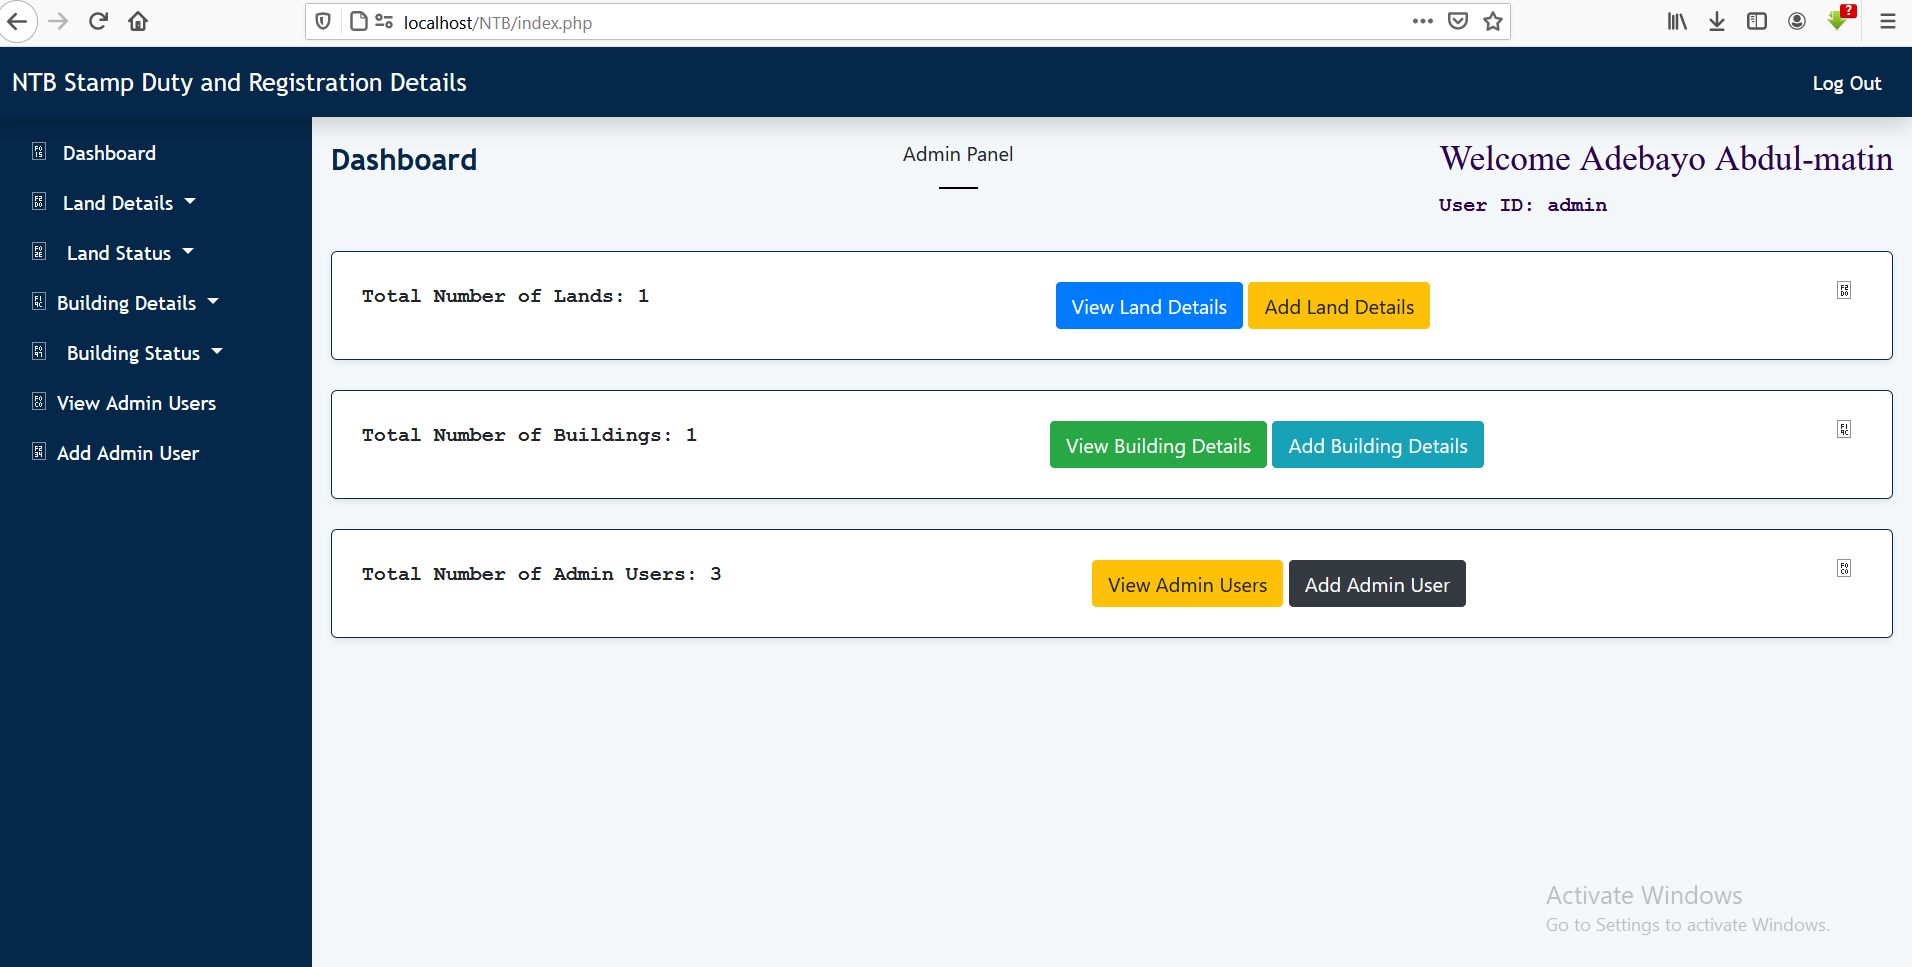 localhost/NTB/index.php
NTB Stamp Duty and Registration Details
Log Out
Dashboard
Land Details
Land Status
Building Details
Building Status
View Admin Users
Add Admin User
Dashboard
Admin Panel
Welcome Adebayo Abdul-matin
User ID: admin
Total Number of Lands: 1
View Land Details
Add Land Details
Total Number of Buildings: 1
View Building Details
Add Building Details
Total Number of Admin Users: 3
View Admin Users
Add Admin User
Activate Windows
Go to Settings to activate Windows.